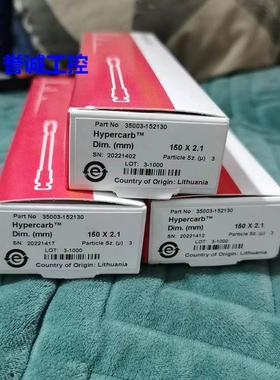 誉诚工控
Part No 35003-152130
Hypercarb™
Dim. (mm) 150 X 2.1
SN: 20221402 Particle Sz. (µ) 3
LOT: 3-1000
Country of Origin: Lithuania
Part No 35003-152130
Hypercarb™
Dim. (mm) 150 X 2.1
SN: 20221417 Particle Sz. (µ) 3
LOT: 3-1000
Country of Origin: Lithuania
Part No 35003-152130
Hypercarb™
Dim. (mm) 150 X 2.1
SN: 20221412 Particle Sz. (µ) 3
LOT: 3-1000
Country of Origin: Lithuania